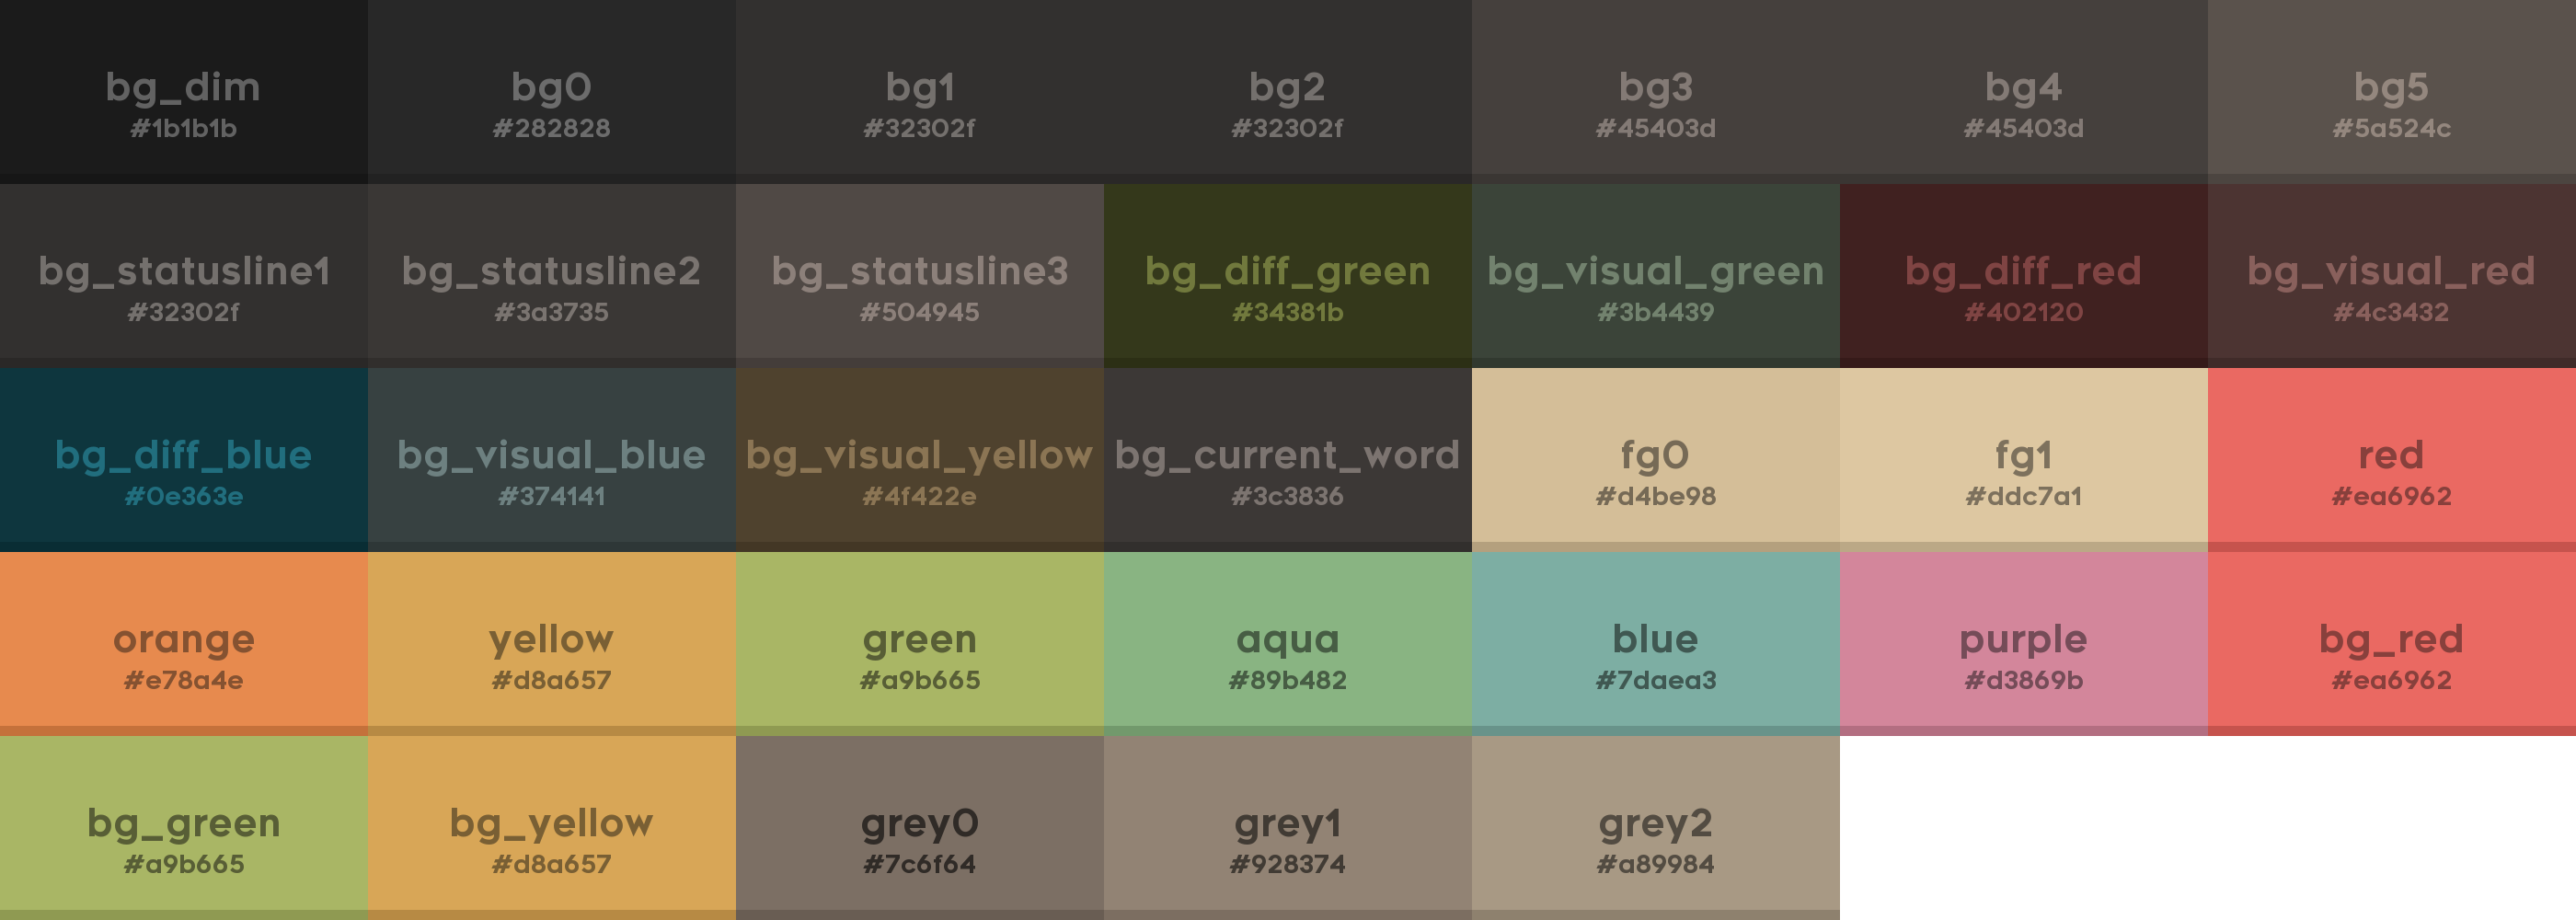 bg_dim
#1b1b1b
bg0
#282828
bg1
#32302f
bg2
#32302f
bg3
#45403d
bg4
#45403d
bg5
#5a524c
bg_statusline1
#32302f
bg_statusline2
#3a3735
bg_statusline3
#504945
bg_diff_green
#34381b
bg_visual_green
#3b4439
bg_diff_red
#402120
bg_visual_red
#4c3432
bg_diff_blue
#0e363e
bg_visual_blue
#374141
bg_visual_yellow
#4f422e
bg_current_word
#3c3836
fg0
#d4be98
fg1
#ddc7a1
red
#ea6962
orange
#e78a4e
yellow
#d8a657
green
#a9b665
aqua
#89b482
blue
#7daea3
purple
#d3869b
bg_red
#ea6962
bg_green
#a9b665
bg_yellow
#d8a657
grey0
#7c6f64
grey1
#928374
grey2
#a89984